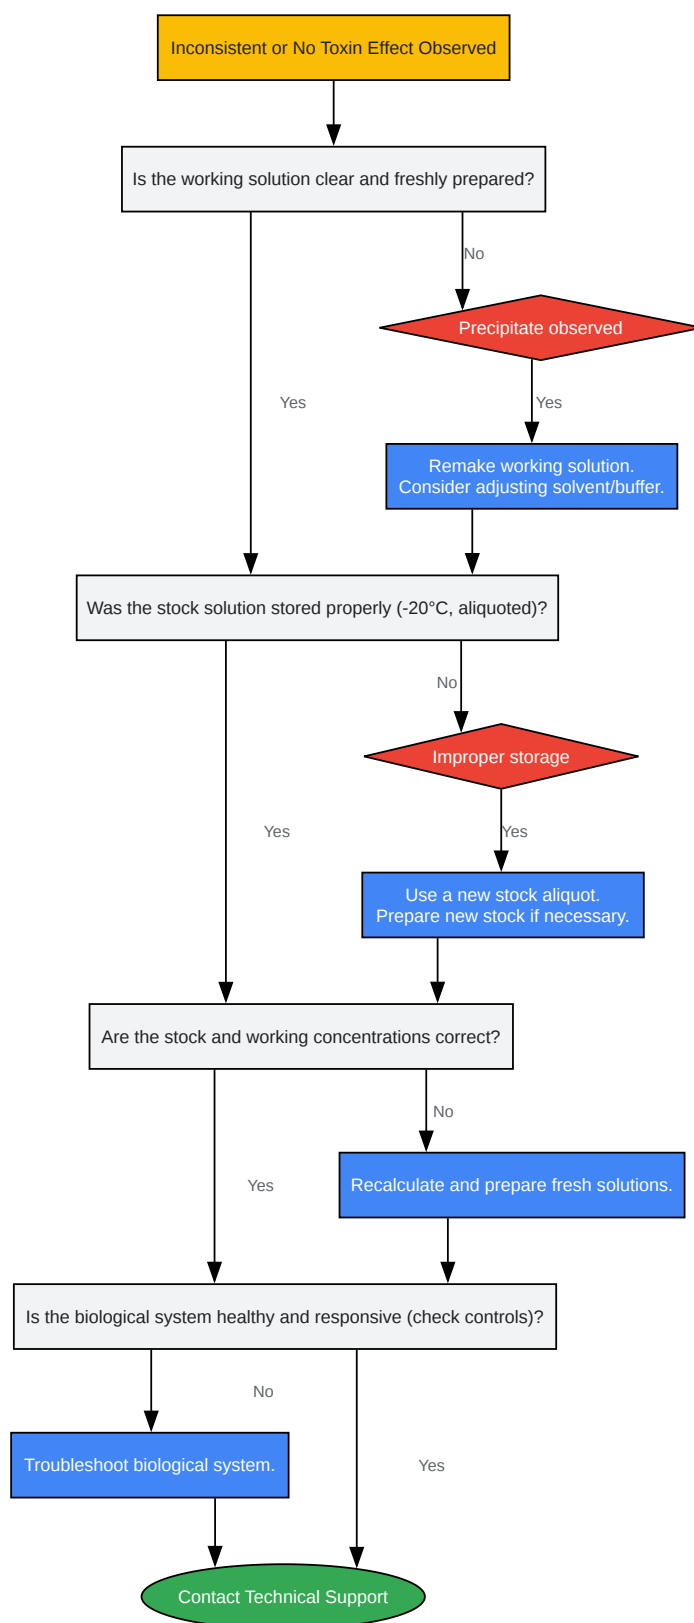 Inconsistent or No Toxin Effect Observed
Is the working solution clear and freshly prepared?
No
Precipitate observed
Yes
Yes
Remake working solution.
Consider adjusting solvent/buffer.
Was the stock solution stored properly (-20°C, aliquoted)?
No
Improper storage
Yes
Yes
Use a new stock aliquot.
Prepare new stock if necessary.
Are the stock and working concentrations correct?
No
Yes
Recalculate and prepare fresh solutions.
Is the biological system healthy and responsive (check controls)?
No
Troubleshoot biological system.
Yes
Contact Technical Support